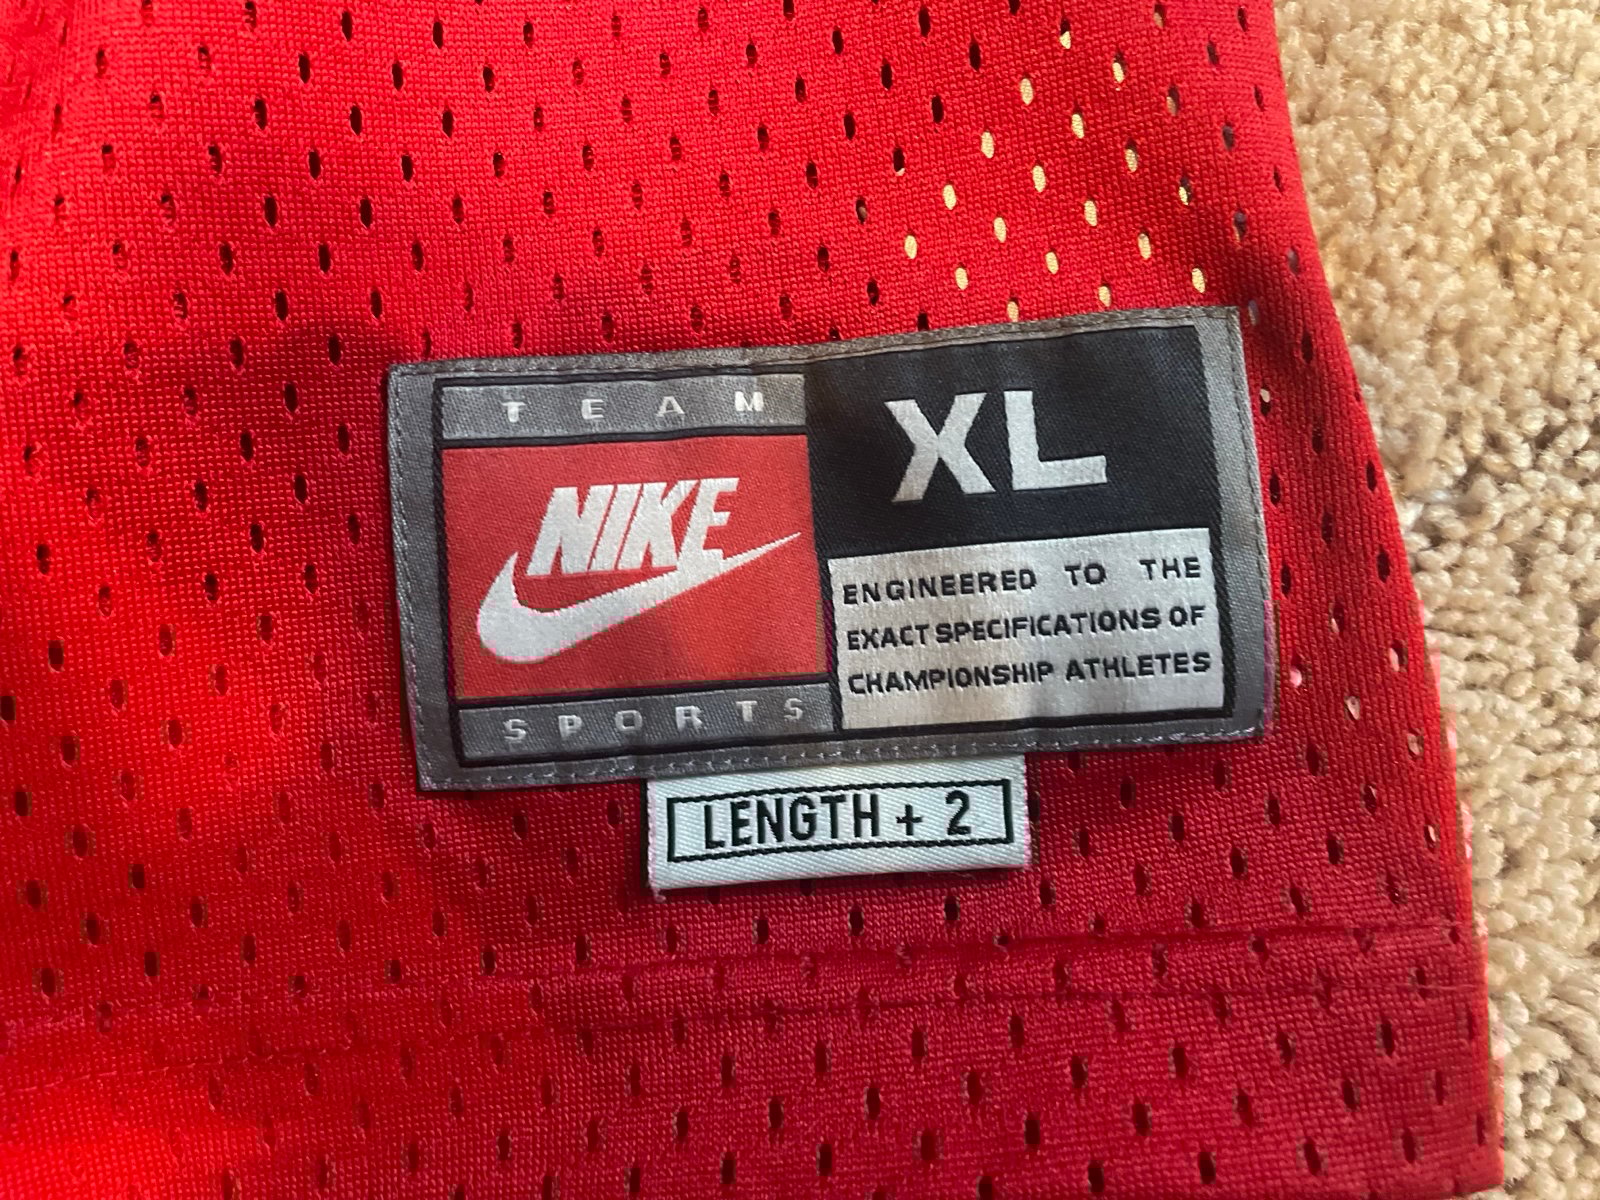 TEAM
NIKE
SPORTS
XL
ENGINEERED TO THE
EXACT SPECIFICATIONS OF
CHAMPIONSHIP ATHLETES
LENGTH + 2